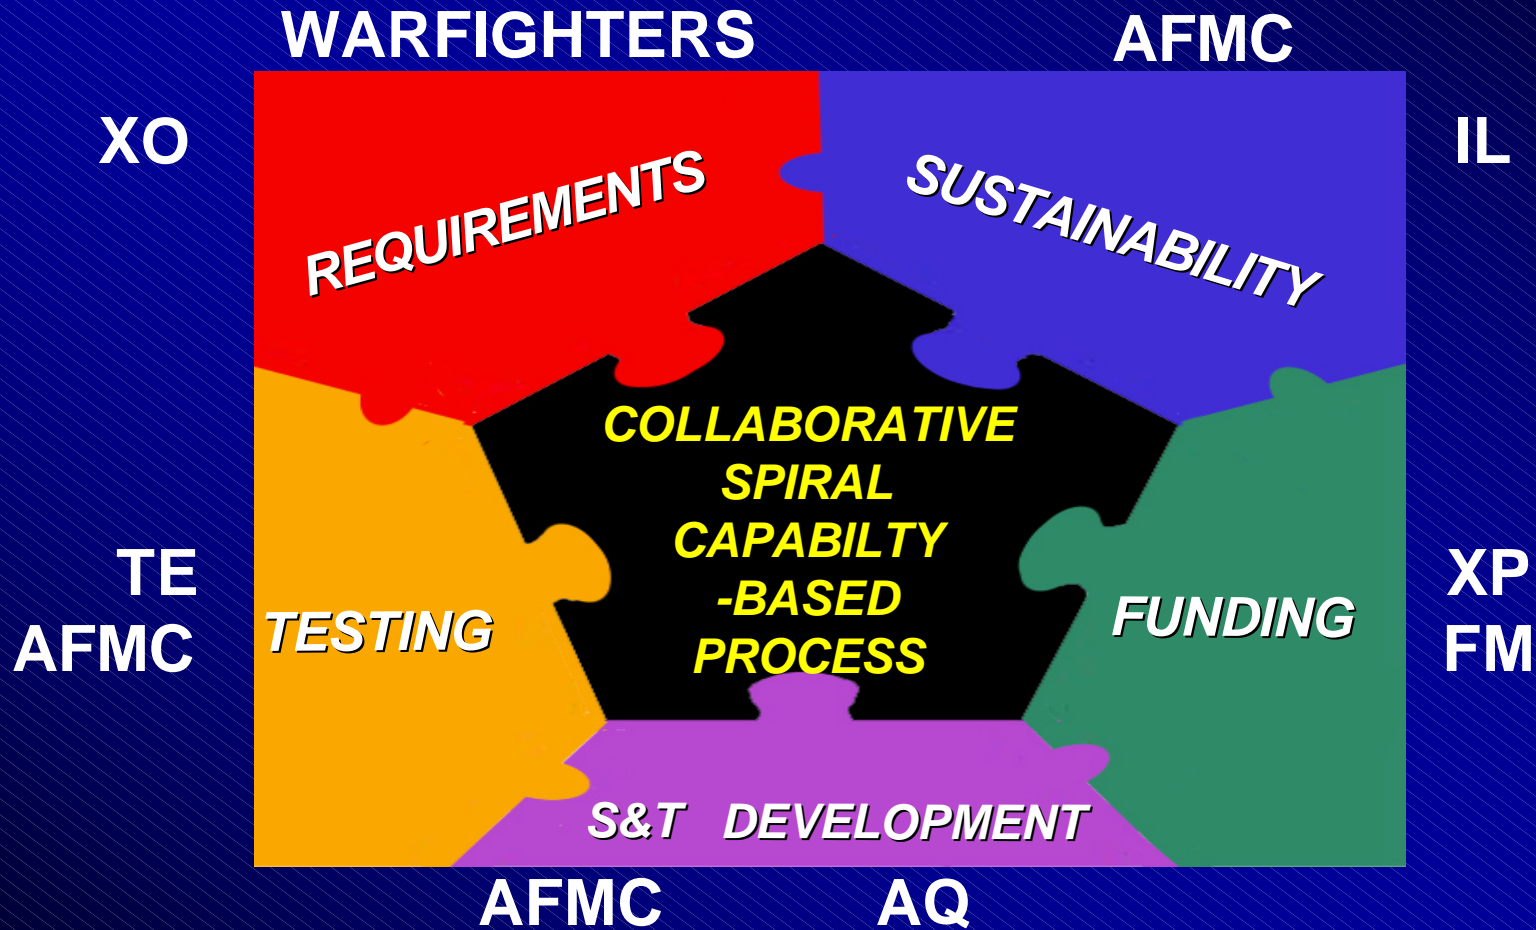 WARFIGHTERS
AFMC
XO
IL
REQUIREMENTS
SUSTAINABILITY
COLLABORATIVE
SPIRAL
CAPABILTY
-BASED
PROCESS
TE
AFMC
TESTING
FUNDING
XP
FM
S&T DEVELOPMENT
AFMC
AQ